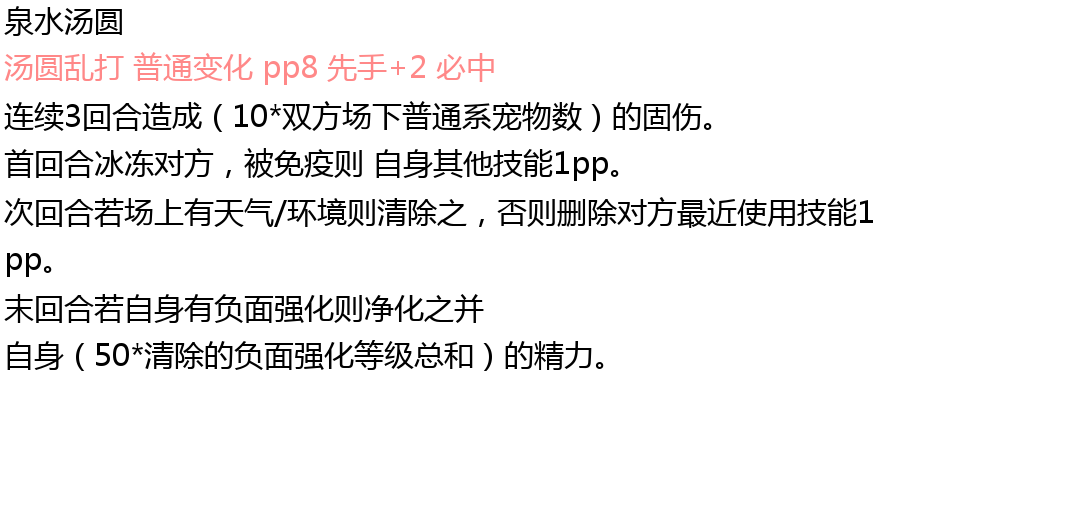 泉水汤圆
汤圆乱打 普通变化 pp8 先手+2 必中
连续3回合造成（10*双方场下普通系宠物数）的固伤。
首回合冰冻对方，被免疫则 自身其他技能1pp。
次回合若场上有天气/环境则清除之，否则删除对方最近使用技能1
pp。
末回合若自身有负面强化则净化之并
自身（50*清除的负面强化等级总和）的精力。